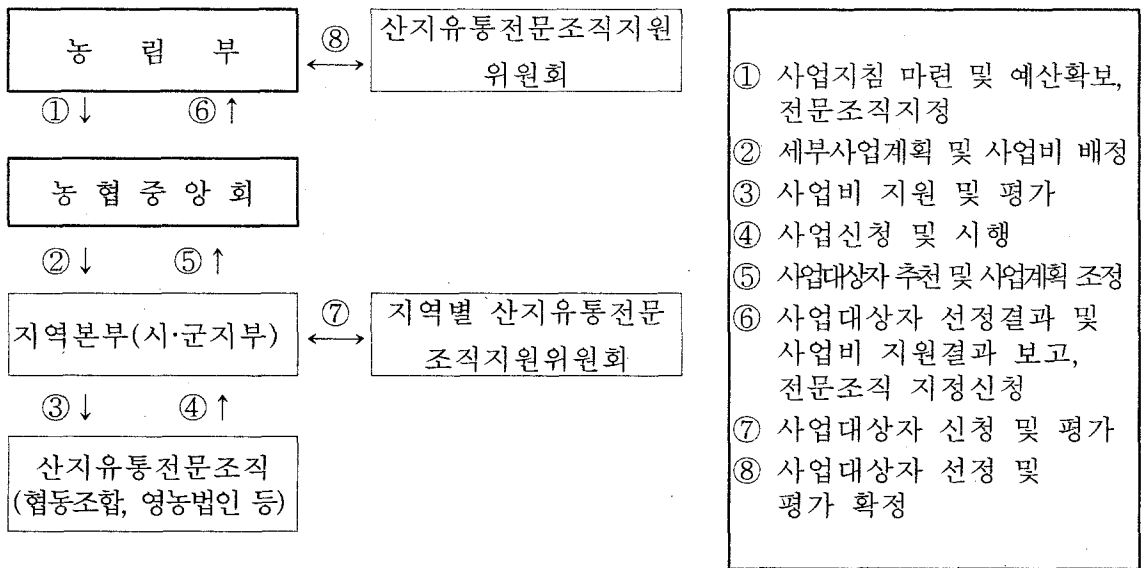 농 림 부
⑧
산지유통전문조직지원
위원회
①↓ ⑥↑
농 협 중 앙 회
②↓ ⑤↑
지역본부(시·군지부)
⑦
지역별 산지유통전문
조직지원위원회
③↓ ④↑
산지유통전문조직
(협동조합, 영농법인 등)
① 사업지침 마련 및 예산확보,
전문조직지정
② 세부사업계획 및 사업비 배정
③ 사업비 지원 및 평가
④ 사업신청 및 시행
⑤ 사업대상자 추천 및 사업계획 조정
⑥ 사업대상자 선정결과 및
사업비 지원결과 보고,
전문조직 지정신청
⑦ 사업대상자 신청 및 평가
⑧ 사업대상자 선정 및
평가 확정